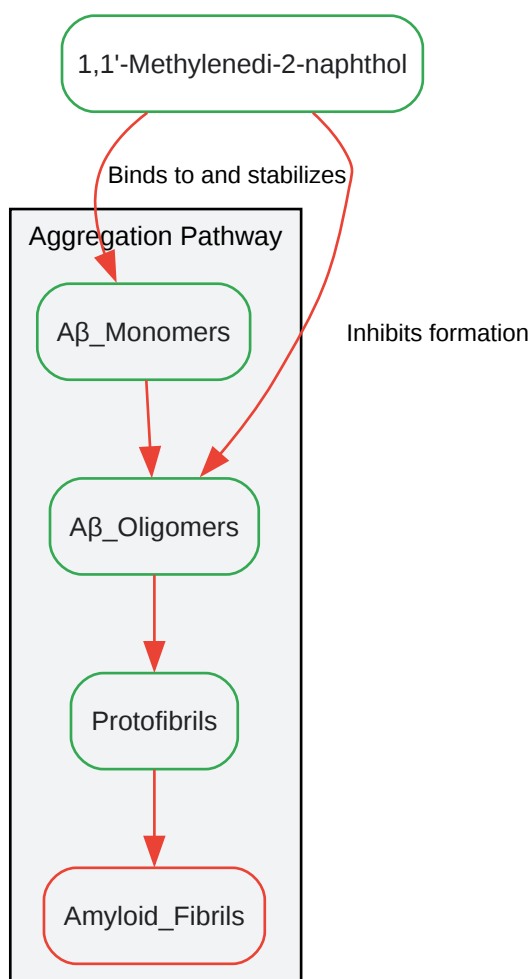 1,1'-Methylenedi-2-naphthol
Binds to and stabilizes
Aggregation Pathway
Aβ_Monomers
Inhibits formation
Aβ_Oligomers
Protofibrils
Amyloid_Fibrils